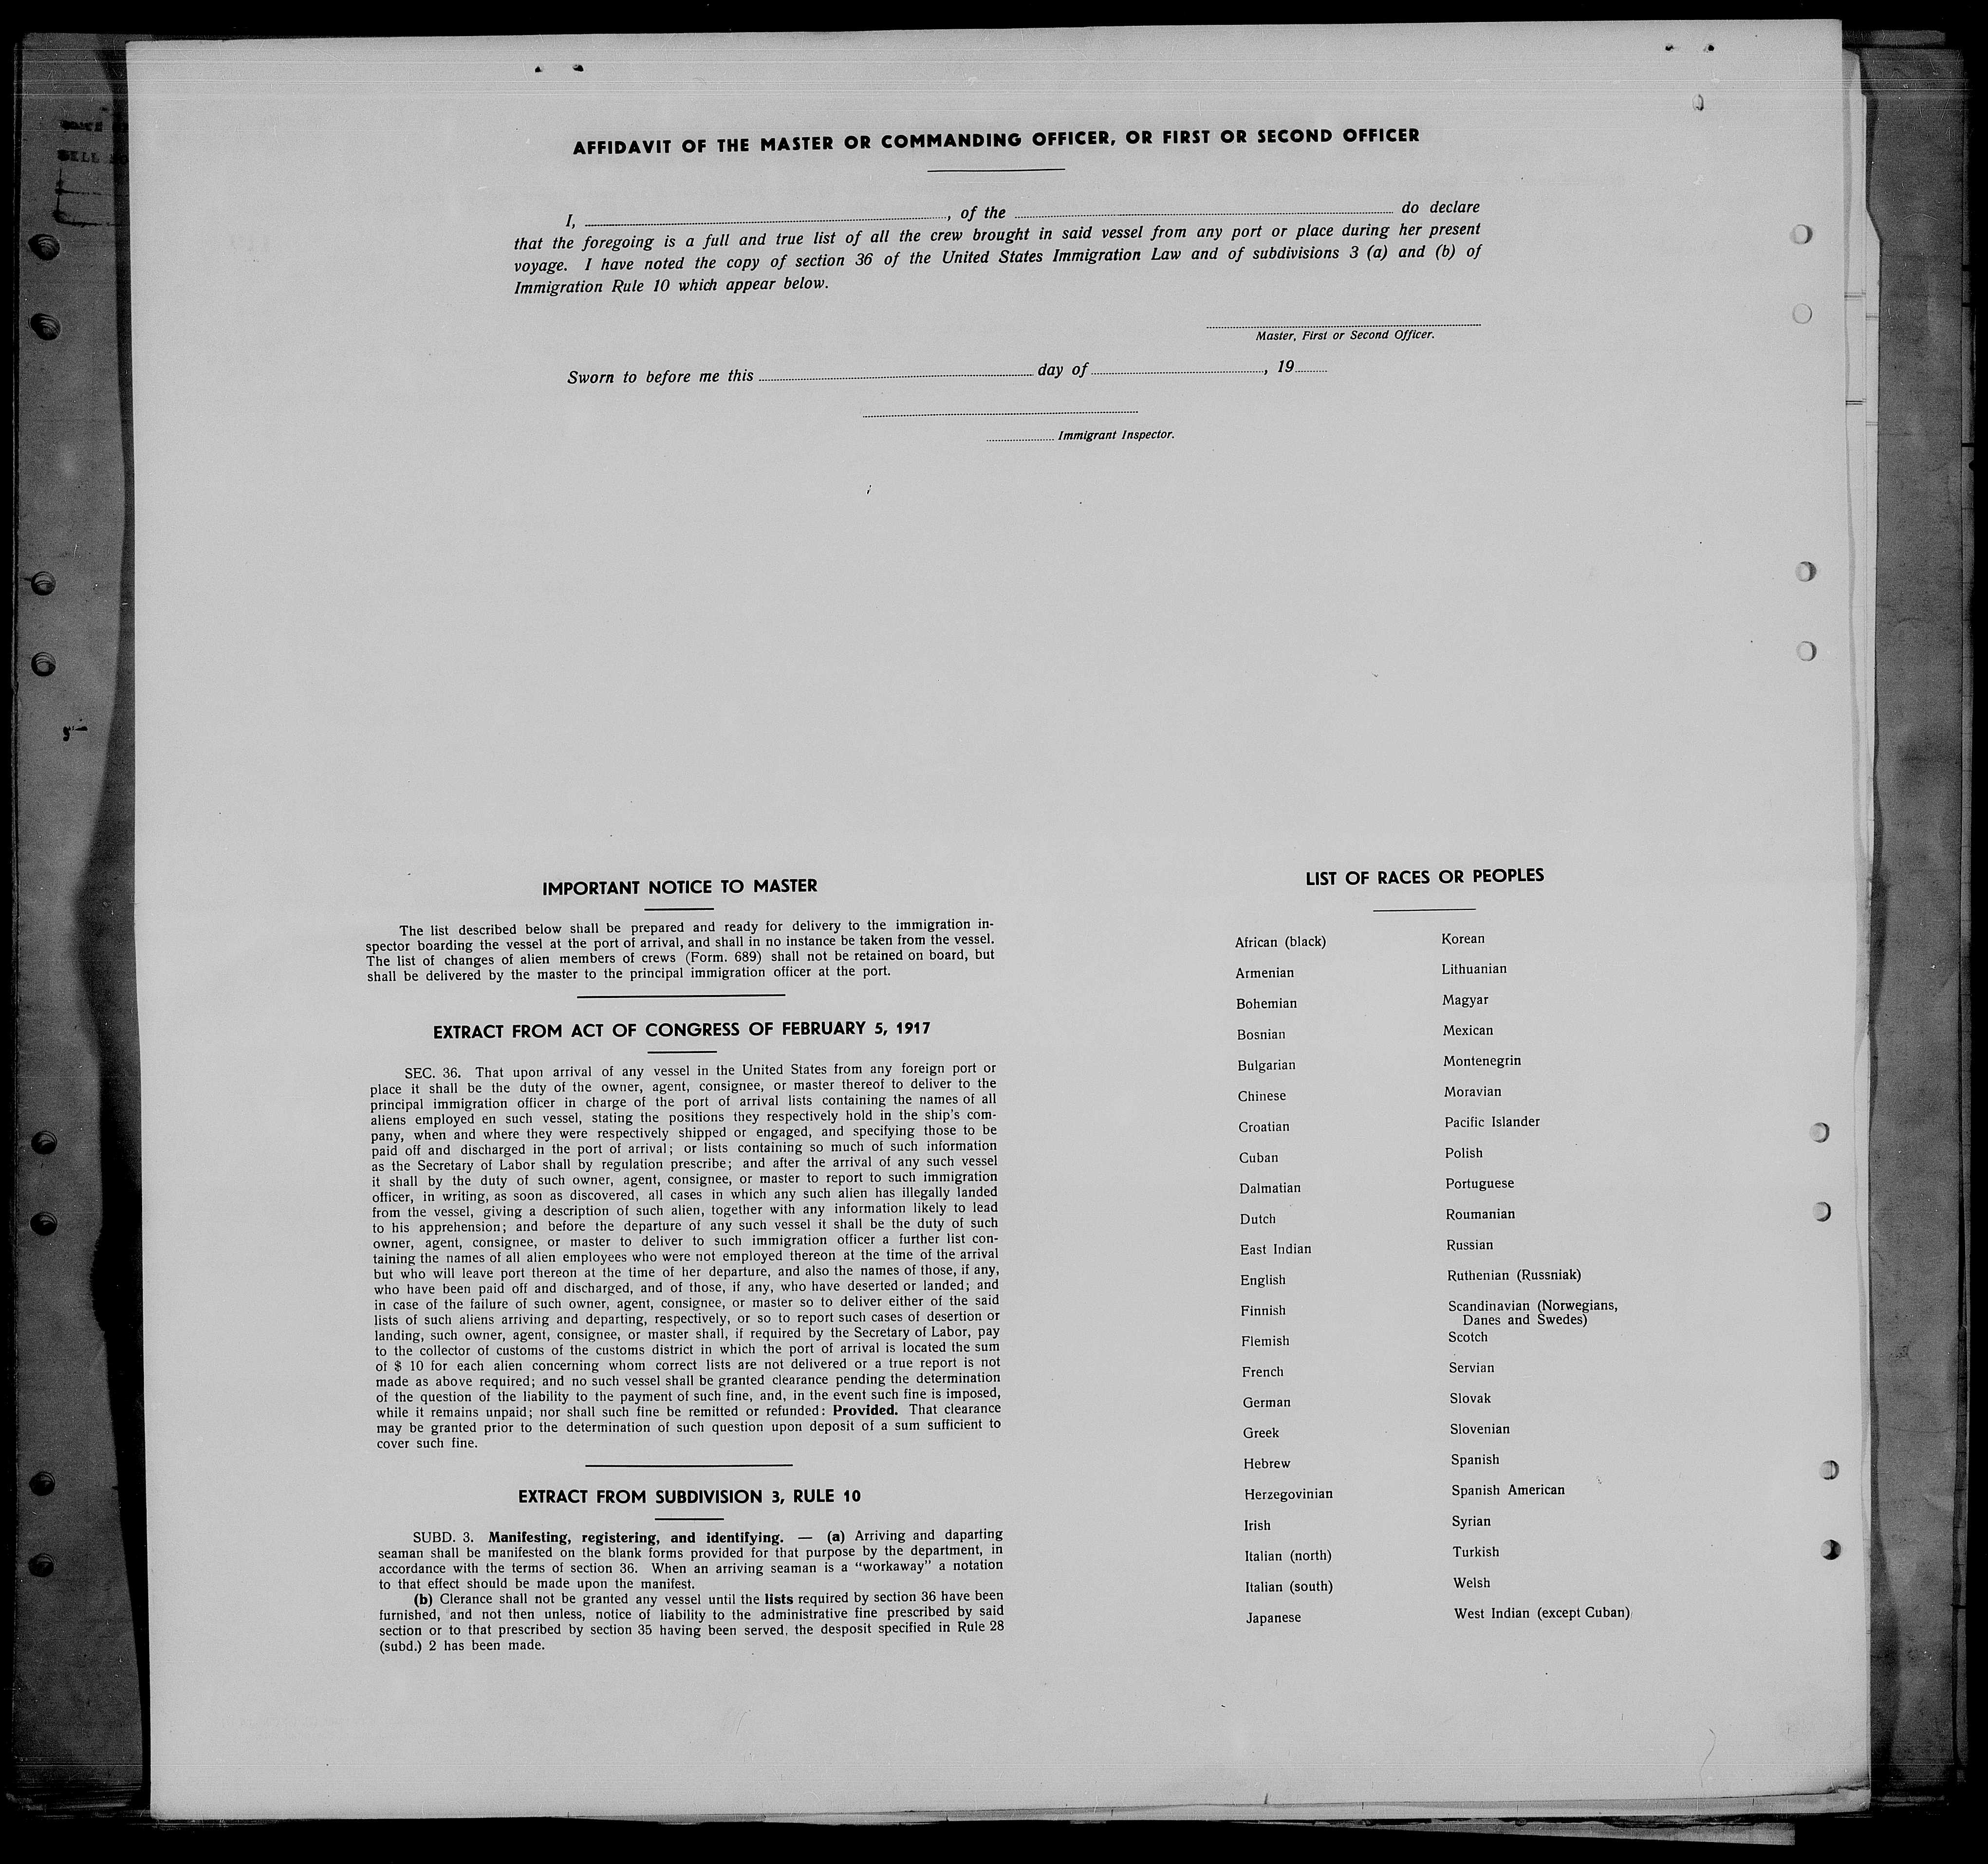 AFFIDAVIT OF THE MASTER OR COMMANDING OFFICER, OR FIRST OR SECOND OFFICER
I, , of the do declare
that the foregoing is a full and true list of all the crew brought in said vessel from any port or place during her present
voyage. I have noted the copy of section 36 of the United States Immigration Law and of subdivisions 3 (a) and (b) of
Immigration Rule 10 which appear below.
Master, First or Second Officer.
Sworn to before me this day of , 19
Immigrant Inspector.
IMPORTANT NOTICE TO MASTER
The list described below shall be prepared and ready for delivery to the immigration in-
spector boarding the vessel at the port of arrival, and shall in no instance be taken from the vessel.
The list of changes of alien members of crews (Form. 689) shall not be retained on board, but
shall be delivered by the master to the principal immigration officer at the port.
EXTRACT FROM ACT OF CONGRESS OF FEBRUARY 5, 1917
SEC. 36. That upon arrival of any vessel in the United States from any foreign port or
place it shall be the duty of the owner, agent, consignee, or master thereof to deliver to the
principal immigration officer in charge of the port of arrival lists containing the names of all
aliens employed en such vessel, stating the positions they respectively hold in the ship's com-
pany, when and where they were respectively shipped or engaged, and specifying those to be
paid off and discharged in the port of arrival; or lists containing so much of such information
as the Secretary of Labor shall by regulation prescribe; and after the arrival of any such vessel
it shall by the duty of such owner, agent, consignee, or master to report to such immigration
officer, in writing, as soon as discovered, all cases in which any such alien has illegally landed
from the vessel, giving a description of such alien, together with any information likely to lead
to his apprehension; and before the departure of any such vessel it shall be the duty of such
owner, agent, consignee, or master to deliver to such immigration officer a further list con-
taining the names of all alien employees who were not employed thereon at the time of the arrival
but who will leave port thereon at the time of her departure, and also the names of those, if any,
who have been paid off and discharged, and of those, if any, who have deserted or landed; and
in case of the failure of such owner, agent, consignee, or master so to deliver either of the said
lists of such aliens arriving and departing, respectively, or so to report such cases of desertion or
landing, such owner, agent, consignee, or master shall, if required by the Secretary of Labor, pay
to the collector of customs of the customs district in which the port of arrival is located the sum
of $ 10 for each alien concerning whom correct lists are not delivered or a true report is not
made as above required; and no such vessel shall be granted clearance pending the determination
of the question of the liability to the payment of such fine, and, in the event such fine is imposed,
while it remains unpaid; nor shall such fine be remitted or refunded: Provided. That clearance
may be granted prior to the determination of such question upon deposit of a sum sufficient to
cover such fine.
EXTRACT FROM SUBDIVISION 3, RULE 10
SUBD. 3. Manifesting, registering, and identifying. — (a) Arriving and daparting
seaman shall be manifested on the blank forms provided for that purpose by the department, in
accordance with the terms of section 36. When an arriving seaman is a “workaway” a notation
to that effect should be made upon the manifest.
(b) Clerance shall not be granted any vessel until the lists required by section 36 have been
furnished, and not then unless, notice of liability to the administrative fine prescribed by said
section or to that prescribed by section 35 having been served, the desposit specified in Rule 28
(subd.) 2 has been made.
LIST OF RACES OR PEOPLES
African (black)
Armenian
Bohemian
Bosnian
Bulgarian
Chinese
Croatian
Cuban
Dalmatian
Dutch
East Indian
English
Finnish
Flemish
French
German
Greek
Hebrew
Herzegovinian
Irish
Italian (north)
Italian (south)
Japanese
Korean
Lithuanian
Magyar
Mexican
Montenegrin
Moravian
Pacific Islander
Polish
Portuguese
Roumanian
Russian
Ruthenian (Russniak)
Scandinavian (Norwegians,
Danes and Swedes)
Scotch
Servian
Slovak
Slovenian
Spanish
Spanish American
Syrian
Turkish
Welsh
West Indian (except Cuban)